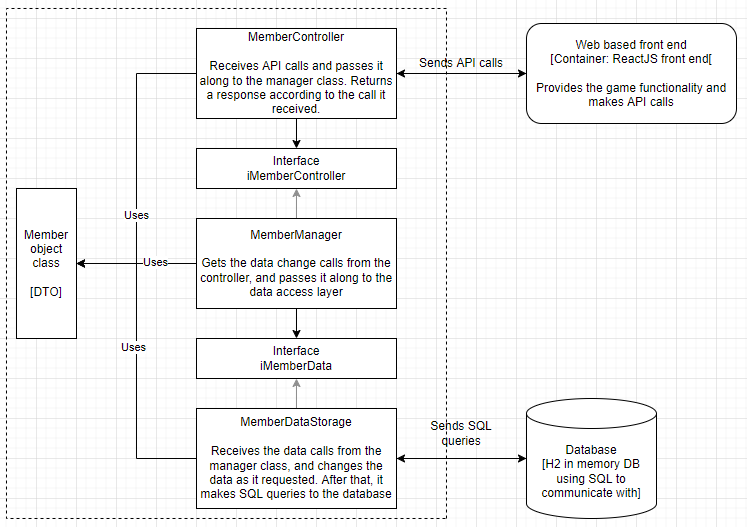 MemberController
Receives API calls and passes it
along to the manager class. Returns
a response according to the call it
received.
Sends API calls
Web based front end
[Container: ReactJS front end[
Provides the game functionality and
makes API calls
Interface
iMemberController
Uses
Member
object
class
[DTO]
Uses
MemberManager
Gets the data change calls from the
controller, and passes it along to the
data access layer
Uses
Interface
iMemberData
MemberDataStorage
Receives the data calls from the
manager class, and changes the
data as it requested. After that, it
makes SQL queries to the database
Sends SQL
queries
Database
[H2 in memory DB
using SQL to
communicate with]